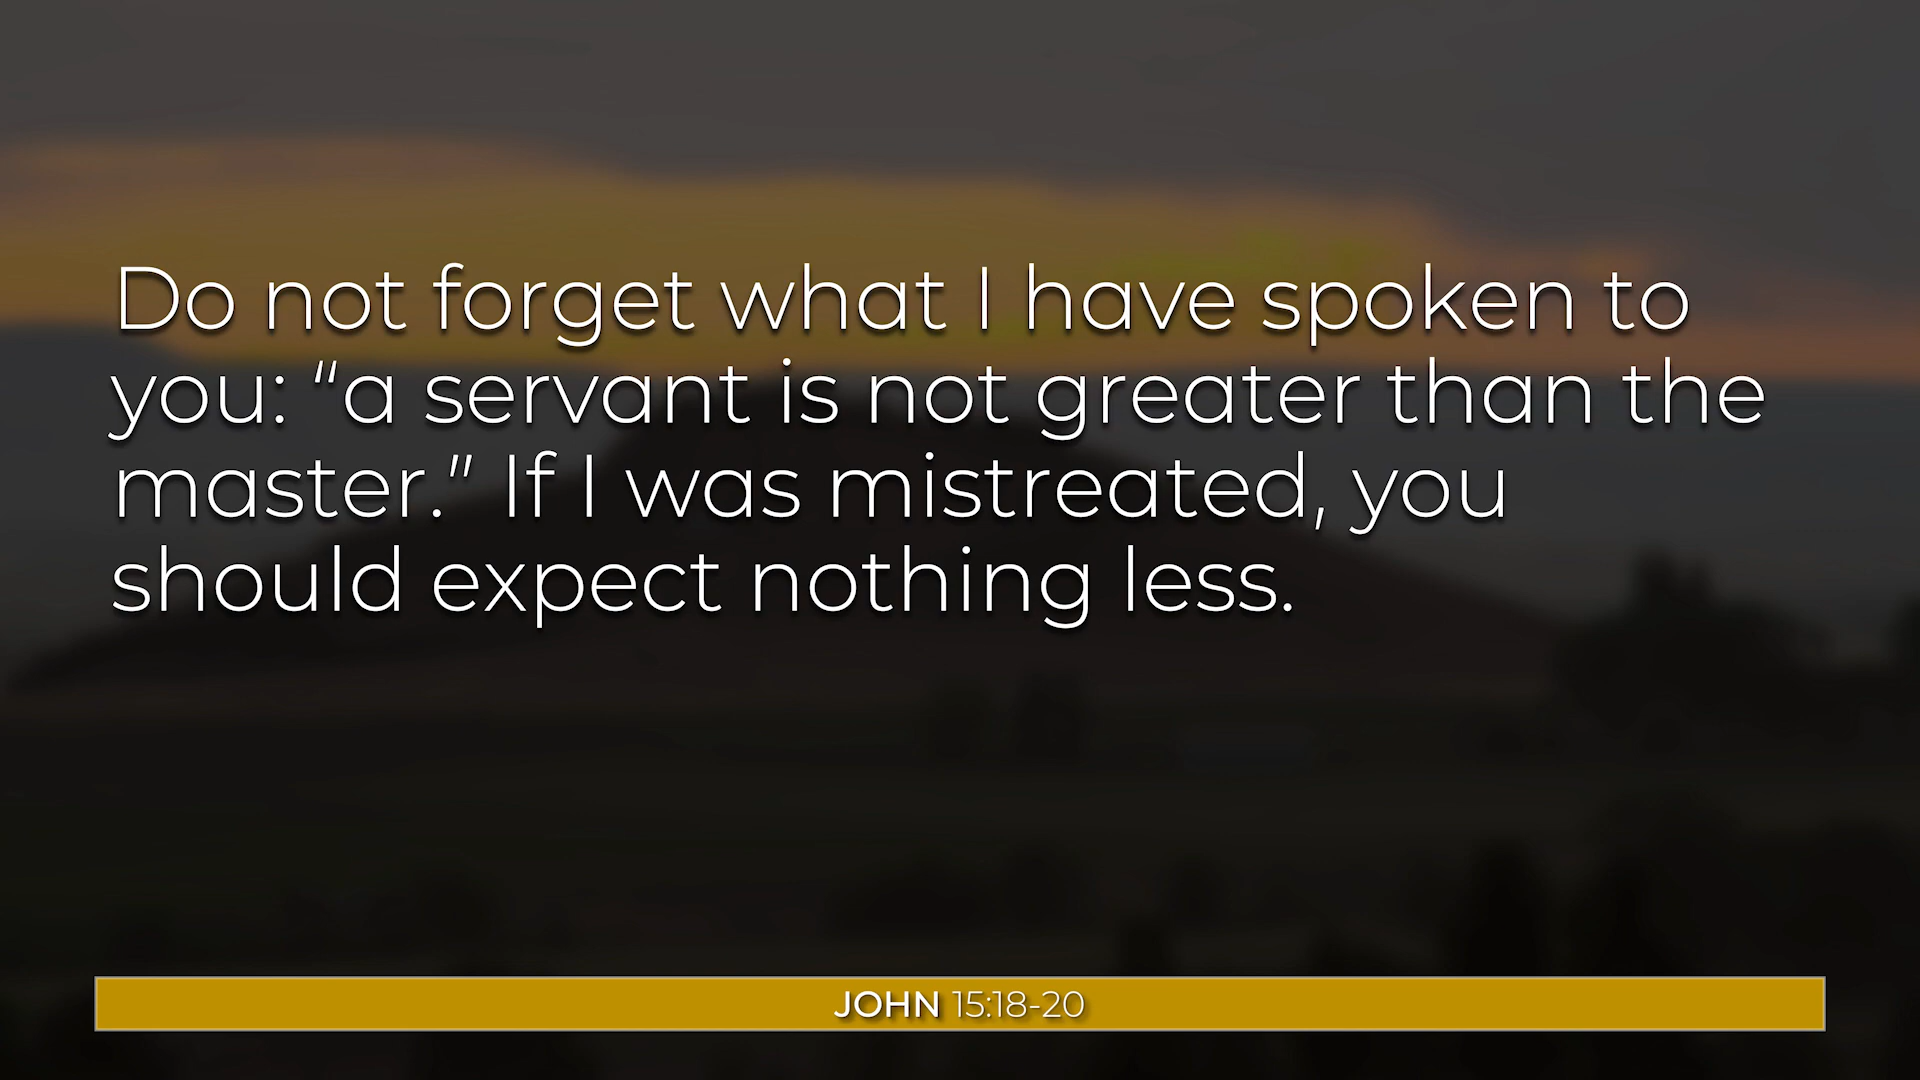 Do not forget what I have spoken to
you: “a servant is not greater than the
master.” If I was mistreated, you
should expect nothing less.
JOHN 15:18-20